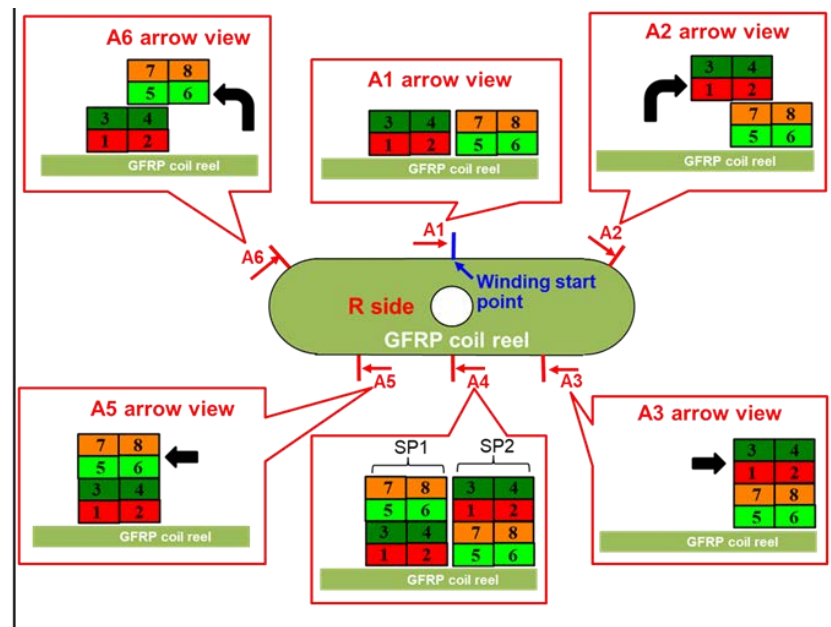 A6 arrow view
7 8
5 6
3 4
1 2
GFRP coil reel
A1 arrow view
3 4 7 8
1 2 5 6
GFRP coil reel
A2 arrow view
3 4
1 2
7 8
5 6
GFRP coil reel
A6
A1
A2
Winding start
point
R side
GFRP coil reel
A5
A4
A3
A5 arrow view
7 8
5 6
3 4
1 2
GFRP coil reel
SP1 SP2
7 8 3 4
5 6 1 2
3 4 7 8
1 2 5 6
GFRP coil reel
A3 arrow view
3 4
1 2
7 8
5 6
GFRP coil reel